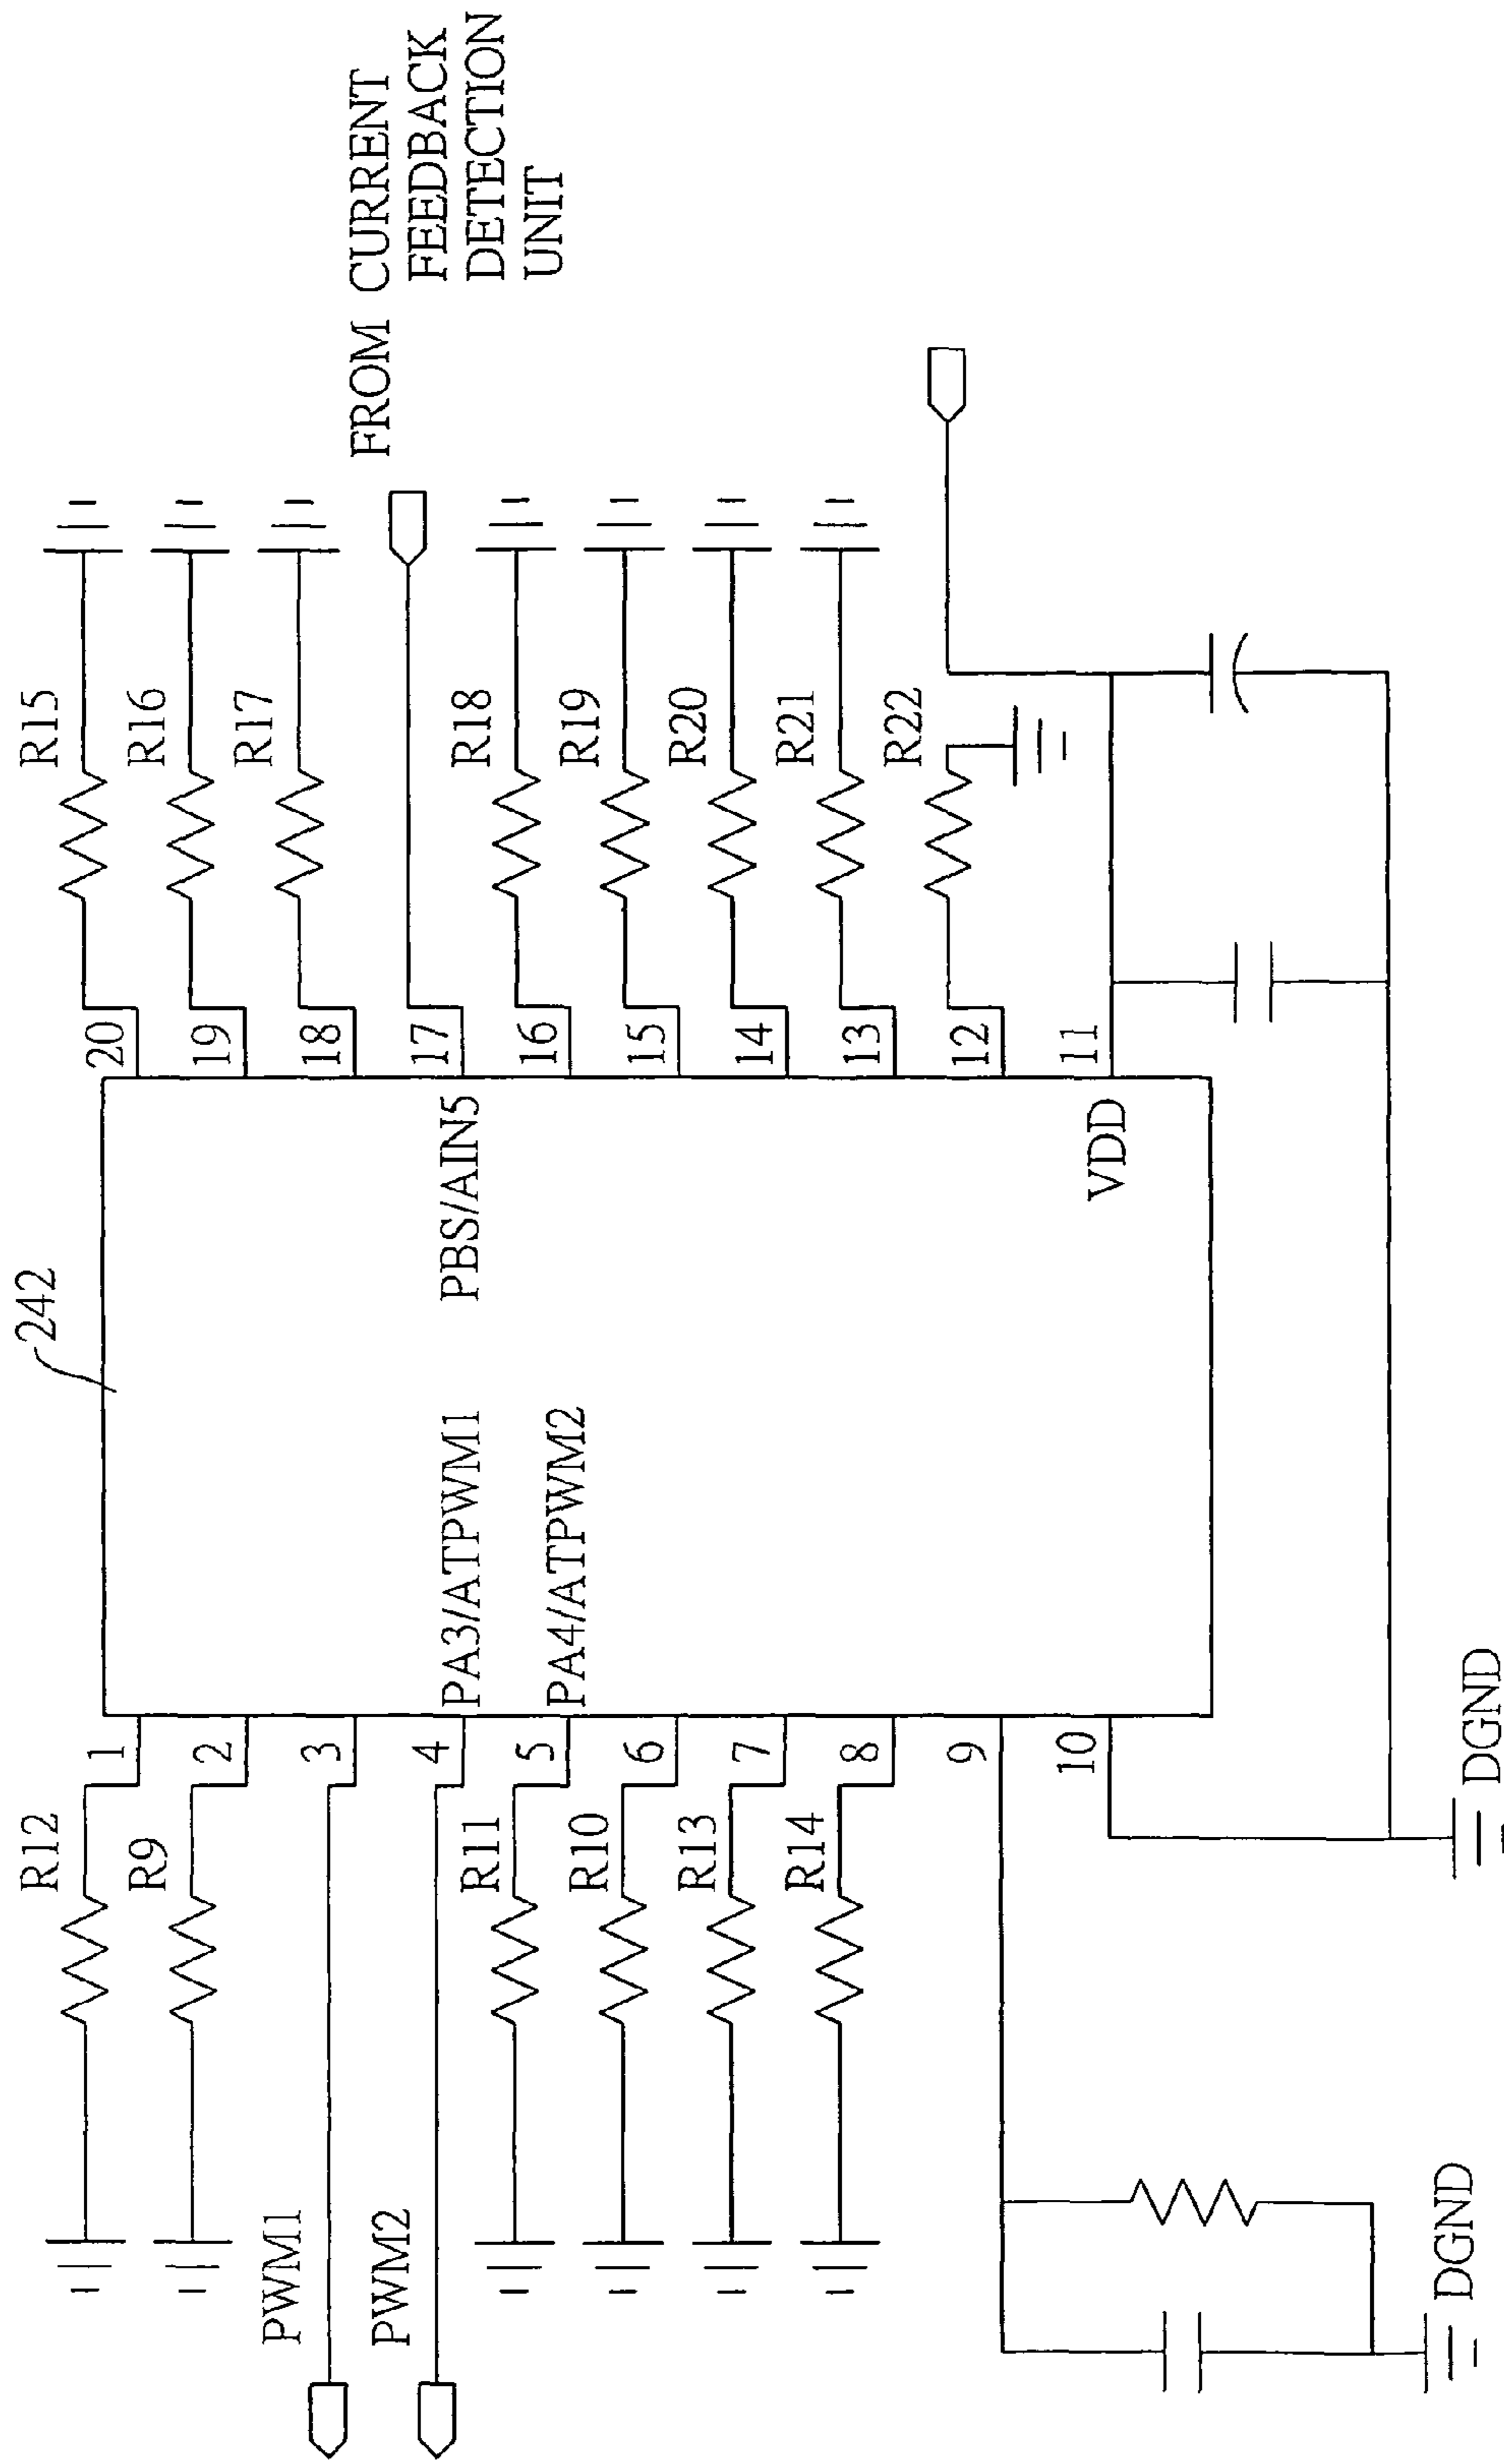 242
R12
R9
PWM1
PWM2
R11
R10
R13
R14
1
2
3
4
5
6
7
8
9
10
PA3/ATPWM1
PA4/ATPWM2
PBS/AIN5
VDD
20
19
18
17
16
15
14
13
12
11
R15
R16
R17
R18
R19
R20
R21
R22
FROM CURRENT
FEEDBACK
DETECTION
UNIT
DGND
DGND